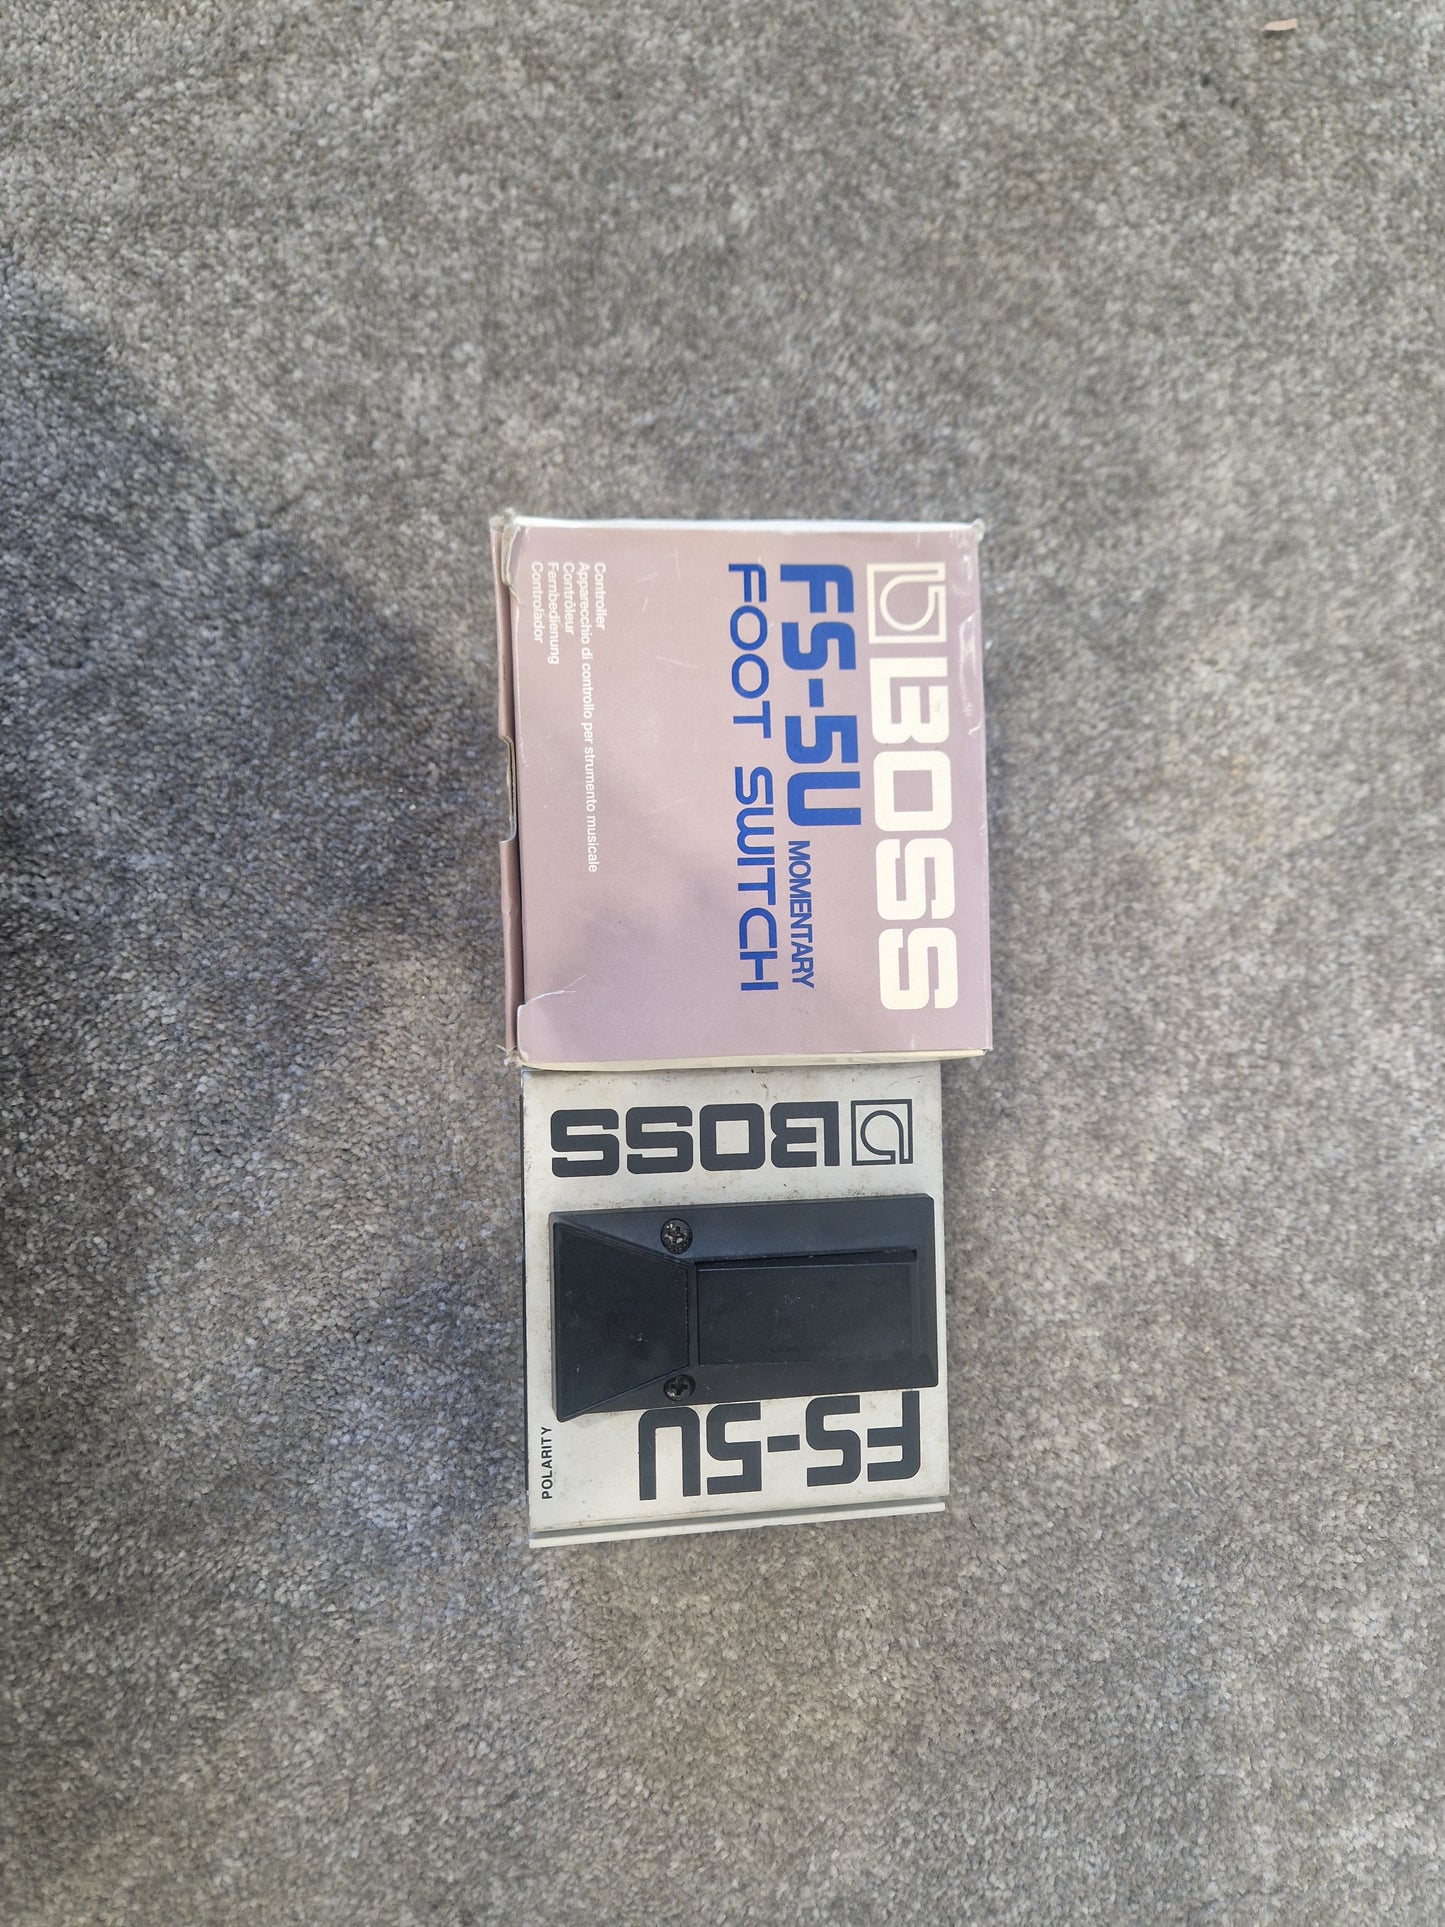 BOSS
FS-5U MOMENTARY
FOOT SWITCH
Controller
Apparecchio di controllo per strumento musicale
Contrôleur
Fernbedienung
Controlador
BOSS
FS-5U
POLARITY